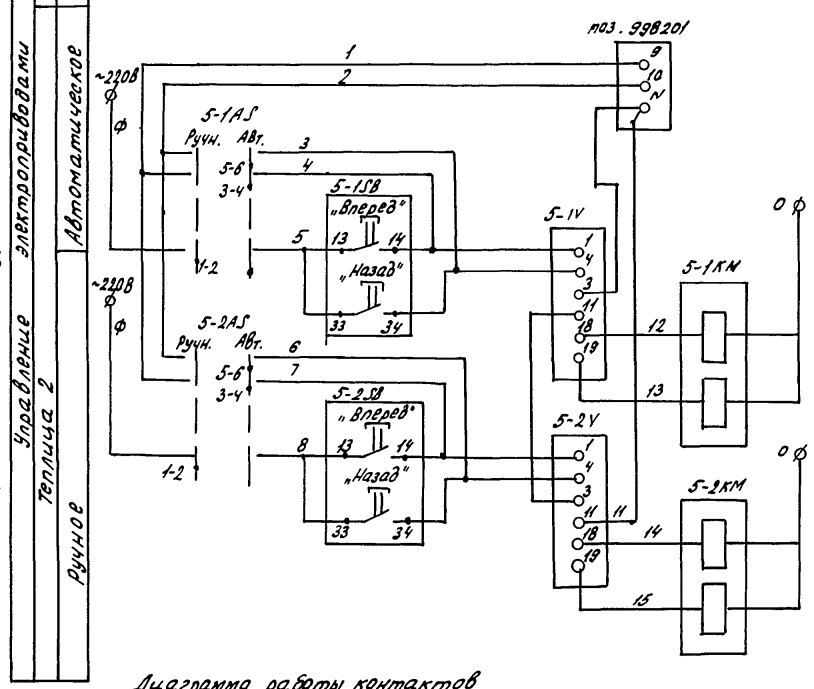 Управление электроприводами
Теплица 2
Автоматическое
Ручное
поз. 998201
9
10
N
1
2
~220В
ф
5-1AS
Ручн. Авт.
3
5-6
4
3-4
5-1SB
„Вперед"
5
13
14
1-2
„Назад"
33
34
5-1V
1
4
3
11
18
19
0
5-1КМ
12
13
~220В
ф
5-2AS
Ручн. Авт.
6
5-6
7
3-4
5-2SB
„Вперед"
8
13
14
1-2
„Назад"
33
34
5-2V
1
4
3
11
11
18
19
0
5-2КМ
14
15
Диаграмма работы контактов